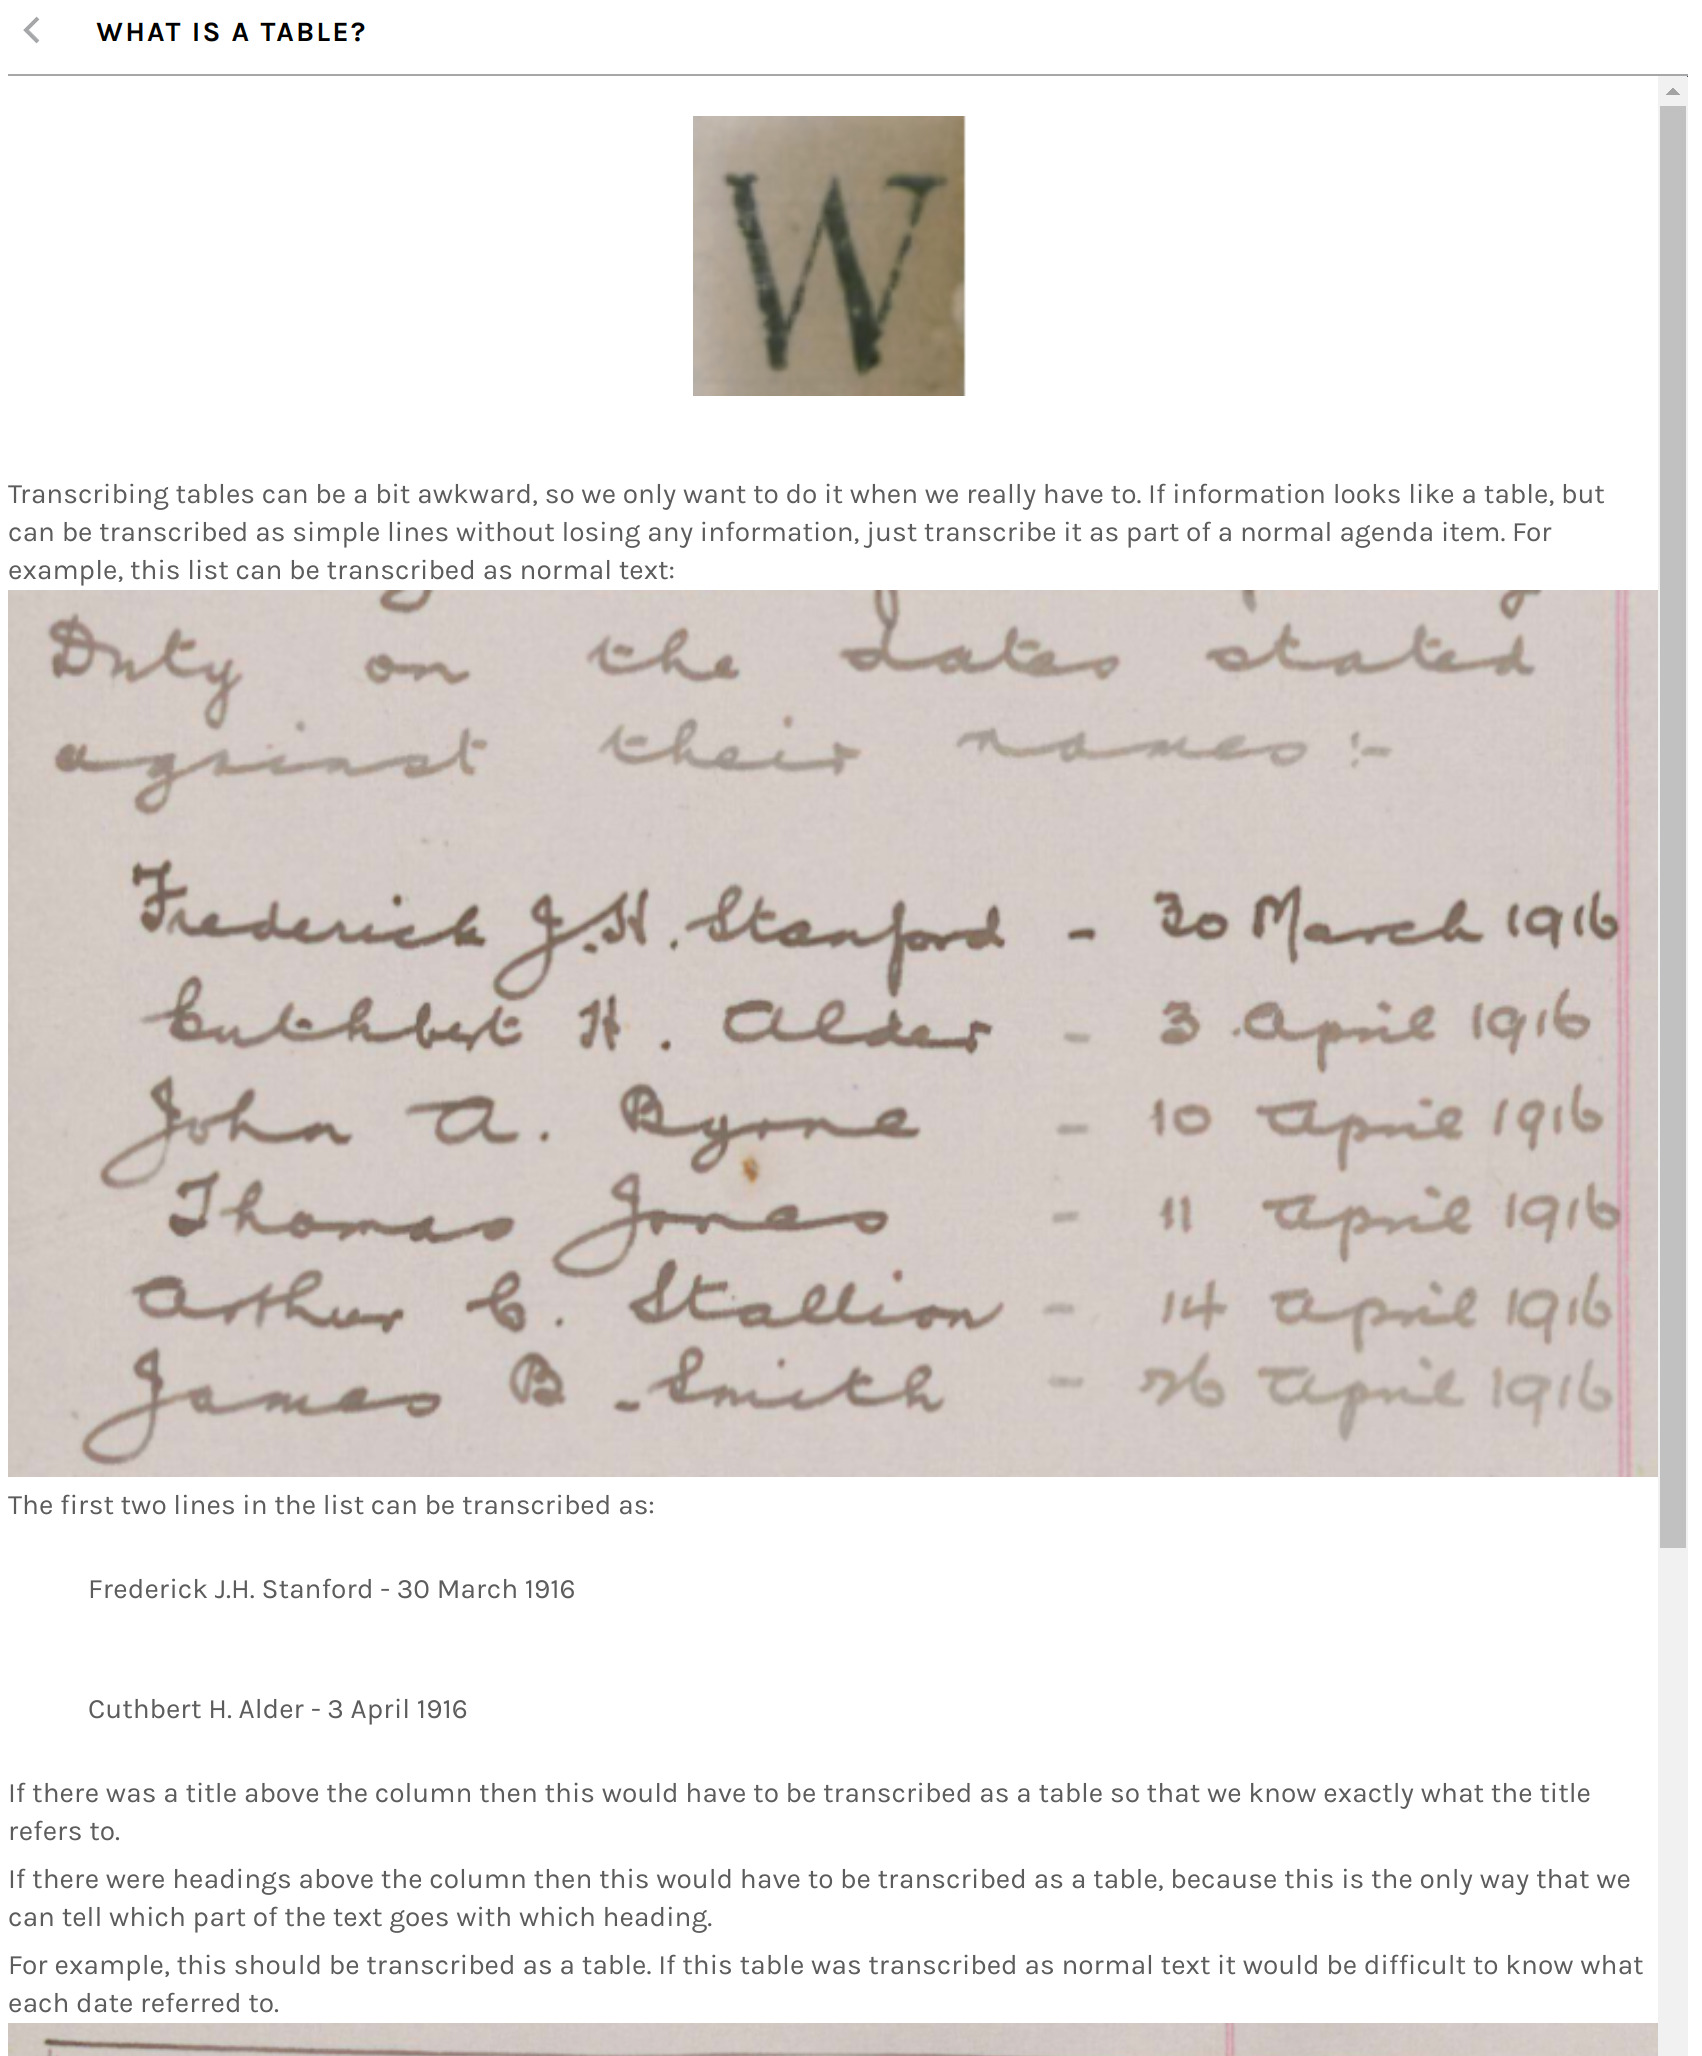 WHAT IS A TABLE?
W
Transcribing tables can be a bit awkward, so we only want to do it when we really have to. If information looks like a table, but
can be transcribed as simple lines without losing any information, just transcribe it as part of a normal agenda item. For
example, this list can be transcribed as normal text:
Duty on the dates stated
against their names :-
Frederick J.H. Stanford - 30 March 1916
Cuthbert H. Alder - 3 April 1916
John A. Byrne - 10 April 1916
Thomas Jones - 11 April 1916
Arthur C. Stallion - 14 April 1916
James B. Smith - 26 April 1916
The first two lines in the list can be transcribed as:
Frederick J.H. Stanford - 30 March 1916
Cuthbert H. Alder - 3 April 1916
If there was a title above the column then this would have to be transcribed as a table so that we know exactly what the title
refers to.
If there were headings above the column then this would have to be transcribed as a table, because this is the only way that we
can tell which part of the text goes with which heading.
For example, this should be transcribed as a table. If this table was transcribed as normal text it would be difficult to know what
each date referred to.